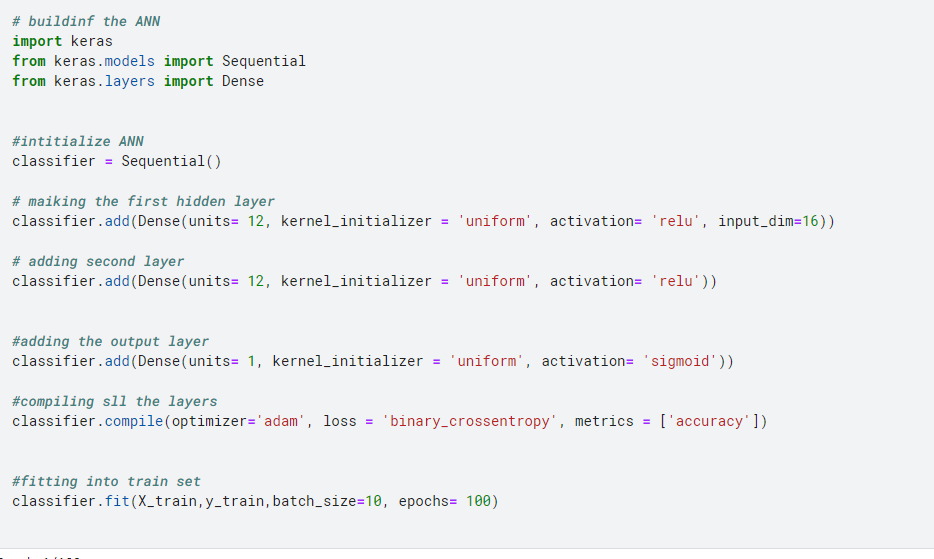 # buildinf the ANN
import keras
from keras.models import Sequential
from keras.layers import Dense
#intitialize ANN
classifier = Sequential()
# maiking the first hidden layer
classifier.add(Dense(units= 12, kernel_initializer = 'uniform', activation= 'relu', input_dim=16))
# adding second layer
classifier.add(Dense(units= 12, kernel_initializer = 'uniform', activation= 'relu'))
#adding the output layer
classifier.add(Dense(units= 1, kernel_initializer = 'uniform', activation= 'sigmoid'))
#compiling sll the layers
classifier.compile(optimizer='adam', loss = 'binary_crossentropy', metrics = ['accuracy'])
#fitting into train set
classifier.fit(X_train,y_train,batch_size=10, epochs= 100)